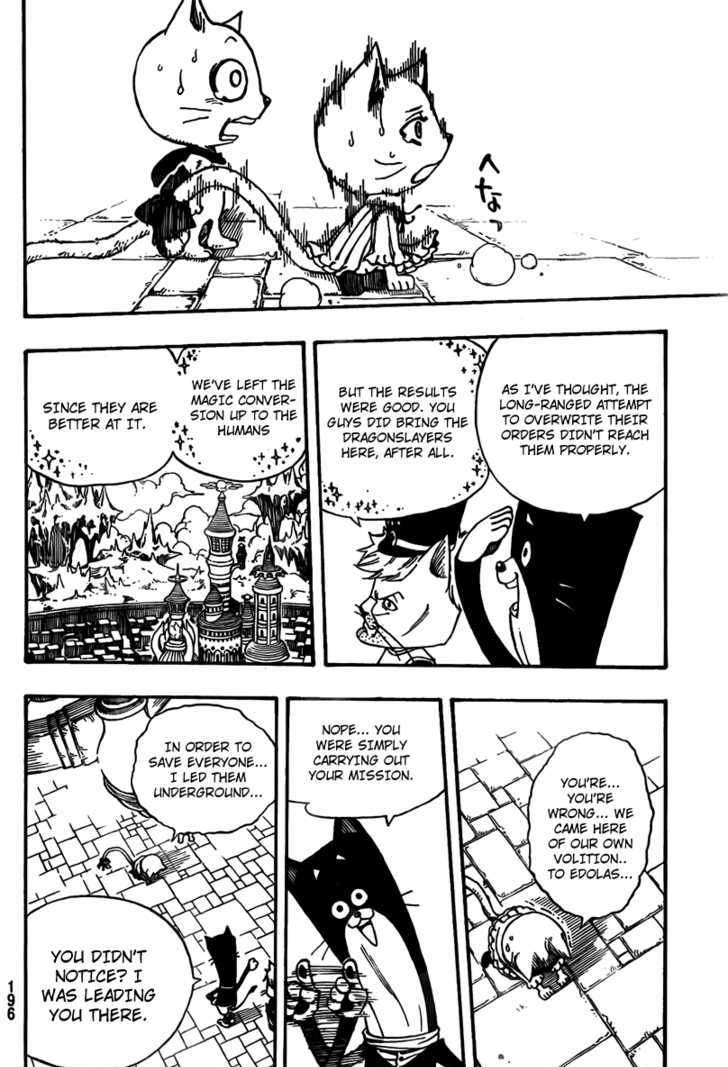 へなっ
AS I'VE THOUGHT, THE
LONG-RANGED ATTEMPT
TO OVERWRITE THEIR
ORDERS DIDN'T REACH
THEM PROPERLY.
BUT THE RESULTS
WERE GOOD. YOU
GUYS DID BRING THE
DRAGONSLAYERS
HERE, AFTER ALL.
WE'VE LEFT THE
MAGIC CONVER-
SION UP TO THE
HUMANS
SINCE THEY ARE
BETTER AT IT.
YOU'RE...
YOU'RE
WRONG... WE
CAME HERE
OF OUR OWN
VOLITION..
TO EDOLAS...
NOPE... YOU
WERE SIMPLY
CARRYING OUT
YOUR MISSION.
IN ORDER TO
SAVE EVERYONE...
I LED THEM
UNDERGROUND...
YOU DIDN'T
NOTICE? I
WAS LEADING
YOU THERE.
196